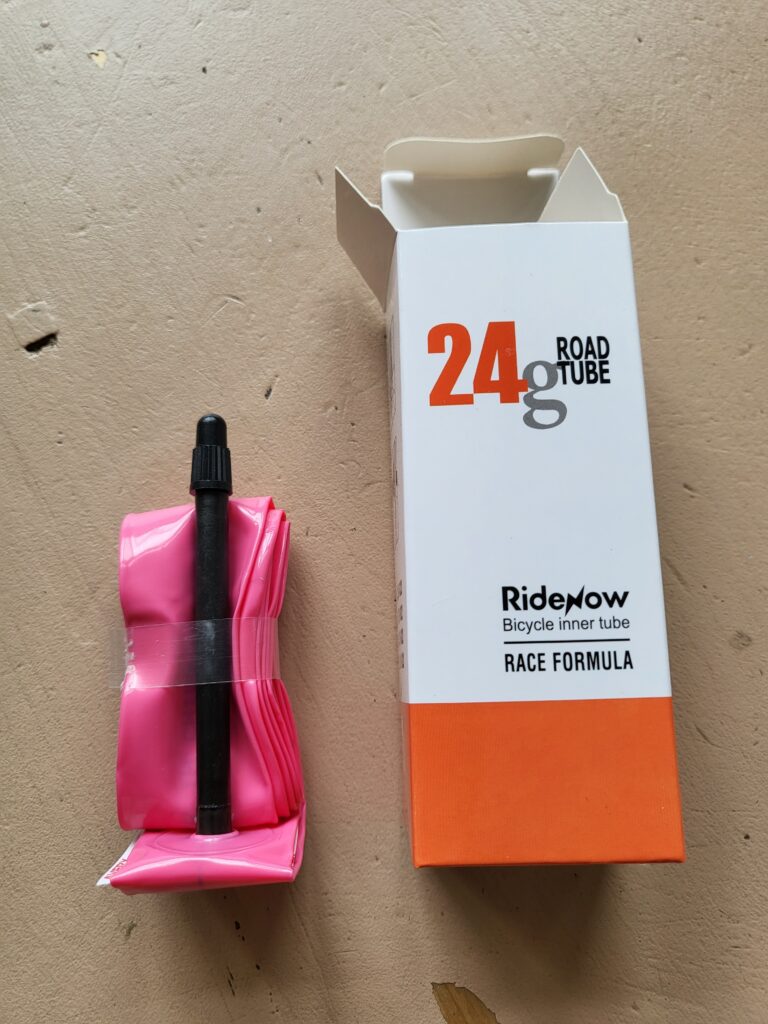 24g ROAD
TUBE
RideNow
Bicycle inner tube
RACE FORMULA